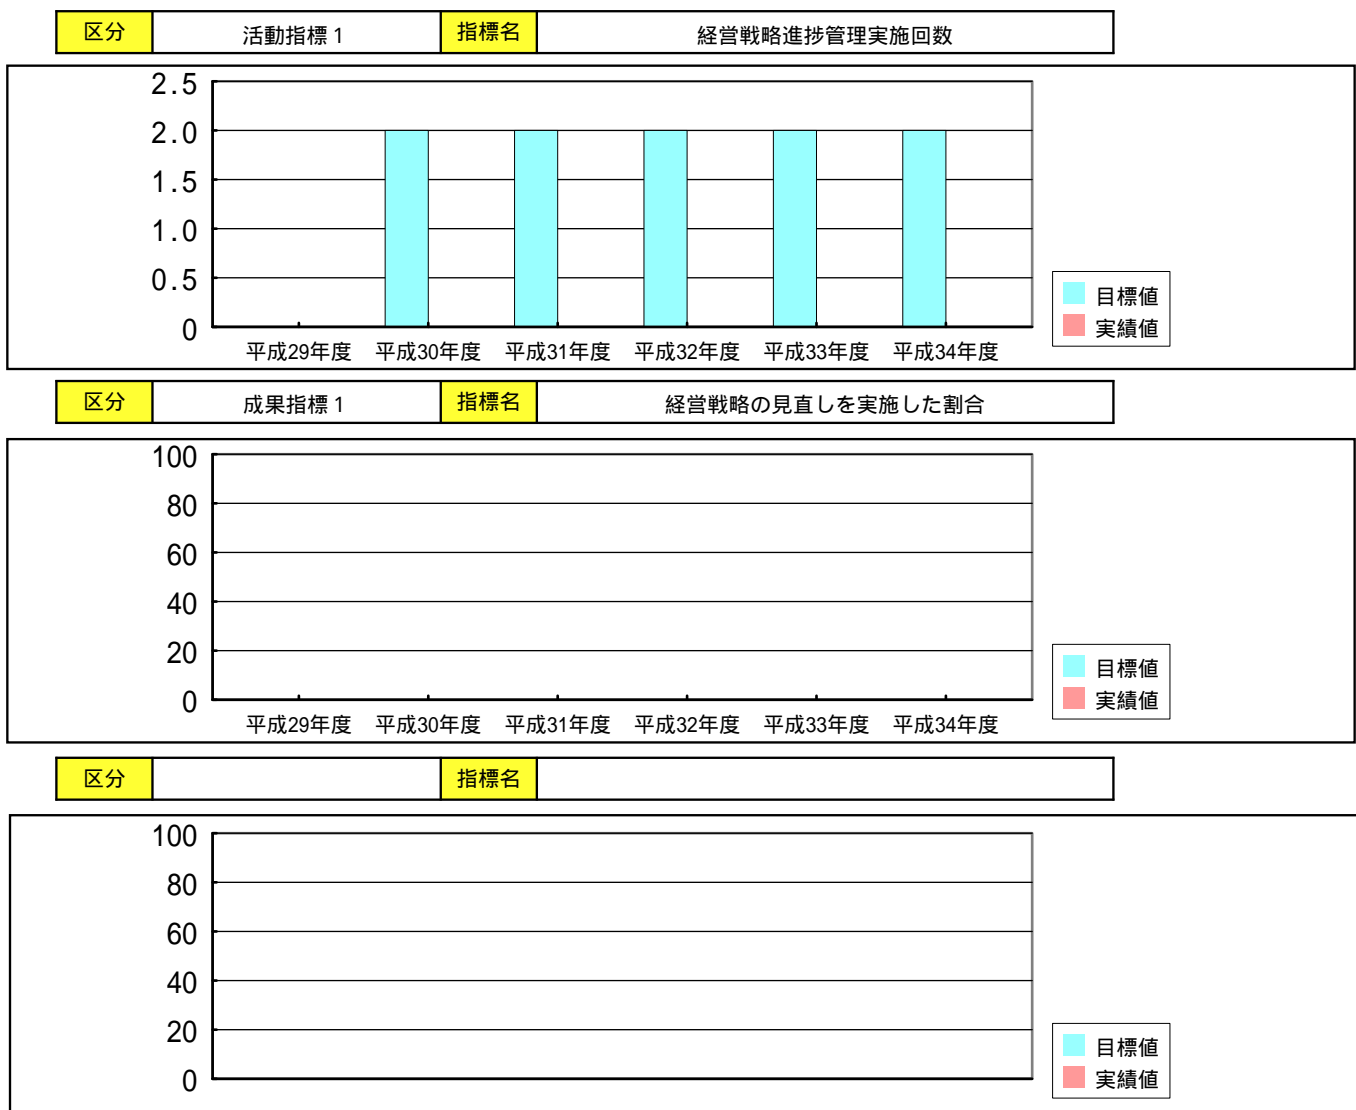 区分 活動指標1 指標名 経営戦略進捗管理実施回数
2.5
2.0
1.5
1.0
0.5
0
平成29年度 平成30年度 平成31年度 平成32年度 平成33年度 平成34年度
目標値
実績値
区分 成果指標1 指標名 経営戦略の見直しを実施した割合
100
80
60
40
20
0
平成29年度 平成30年度 平成31年度 平成32年度 平成33年度 平成34年度
目標値
実績値
区分 指標名
100
80
60
40
20
0
目標値
実績値